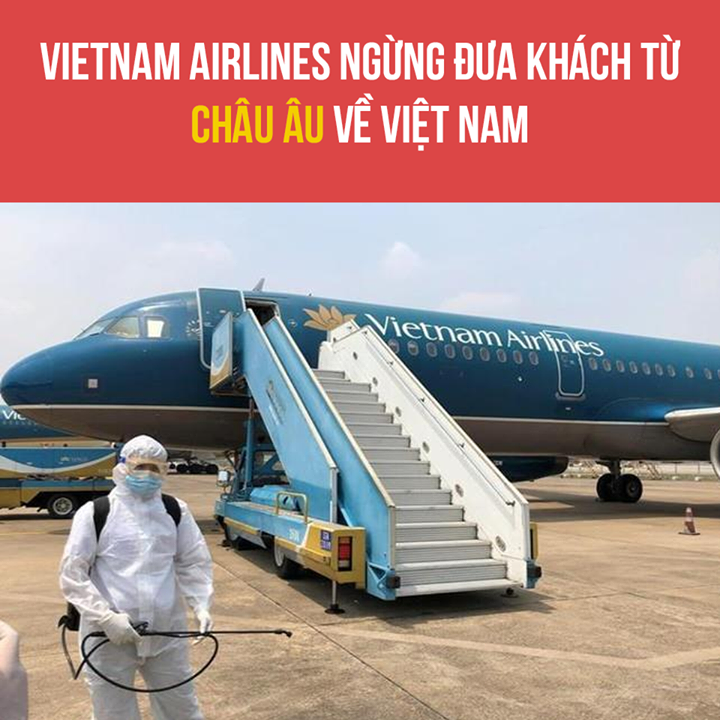 VIETNAM AIRLINES NGỪNG ĐƯA KHÁCH TỪ
CHÂU ÂU VỀ VIỆT NAM
Vietnam Airlines